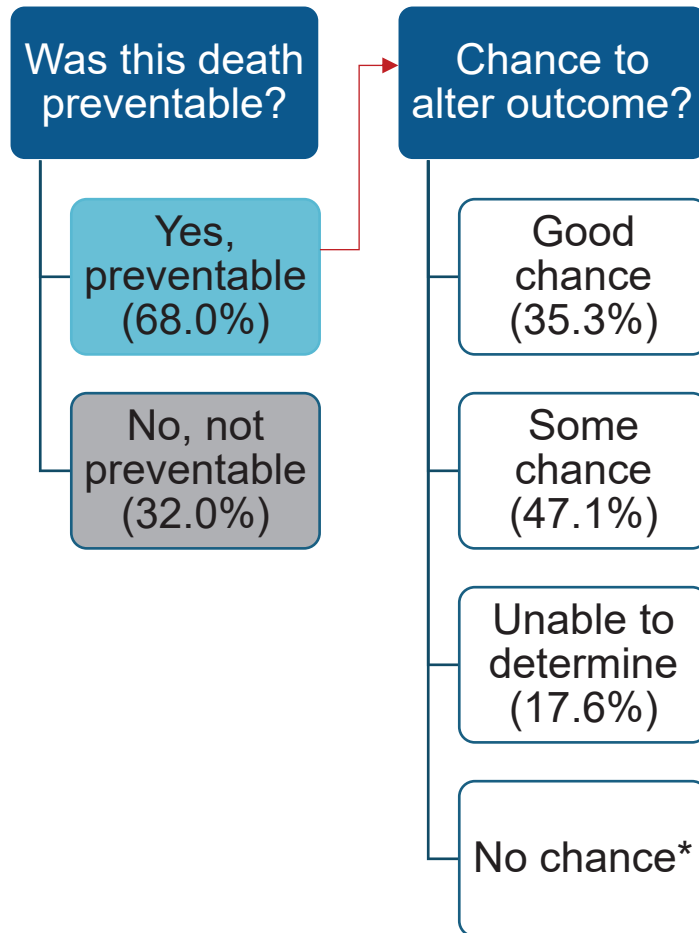 Was this death
preventable?
Yes,
preventable
(68.0%)
No, not
preventable
(32.0%)
Chance to
alter outcome?
Good
chance
(35.3%)
Some
chance
(47.1%)
Unable to
determine
(17.6%)
No chance*